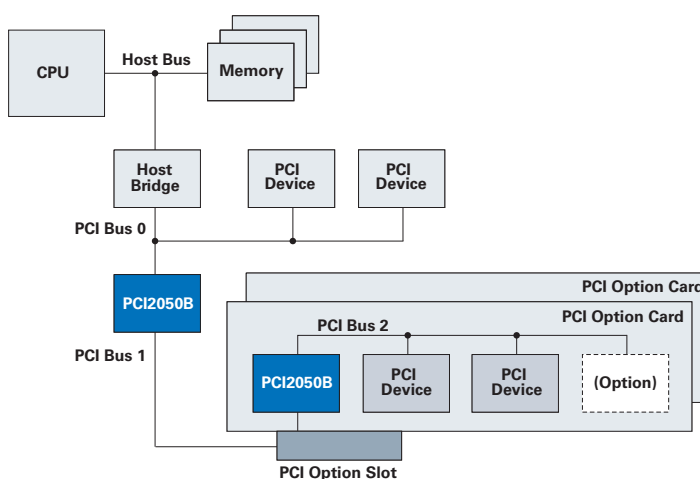 Host Bus
CPU
Memory
Host
Bridge
PCI
Device
PCI
Device
PCI Bus 0
PCI2050B
PCI Option Card
PCI Option Card
PCI Bus 2
PCI Bus 1
PCI2050B
PCI
Device
PCI
Device
(Option)
PCI Option Slot